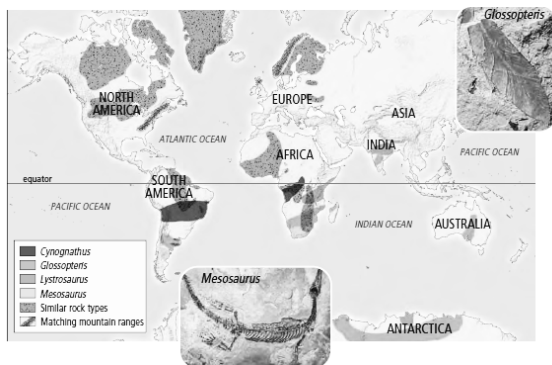 Glossopteris
NORTH
AMERICA
EUROPE
ASIA
ATLANTIC OCEAN
AFRICA
INDIA
PACIFIC OCEAN
equator
SOUTH
AMERICA
PACIFIC OCEAN
INDIAN OCEAN
AUSTRALIA
Cynognathus
Glossopteris
Lystrosaurus
Mesosaurus
Similar rock types
Matching mountain ranges
Mesosaurus
ANTARCTICA